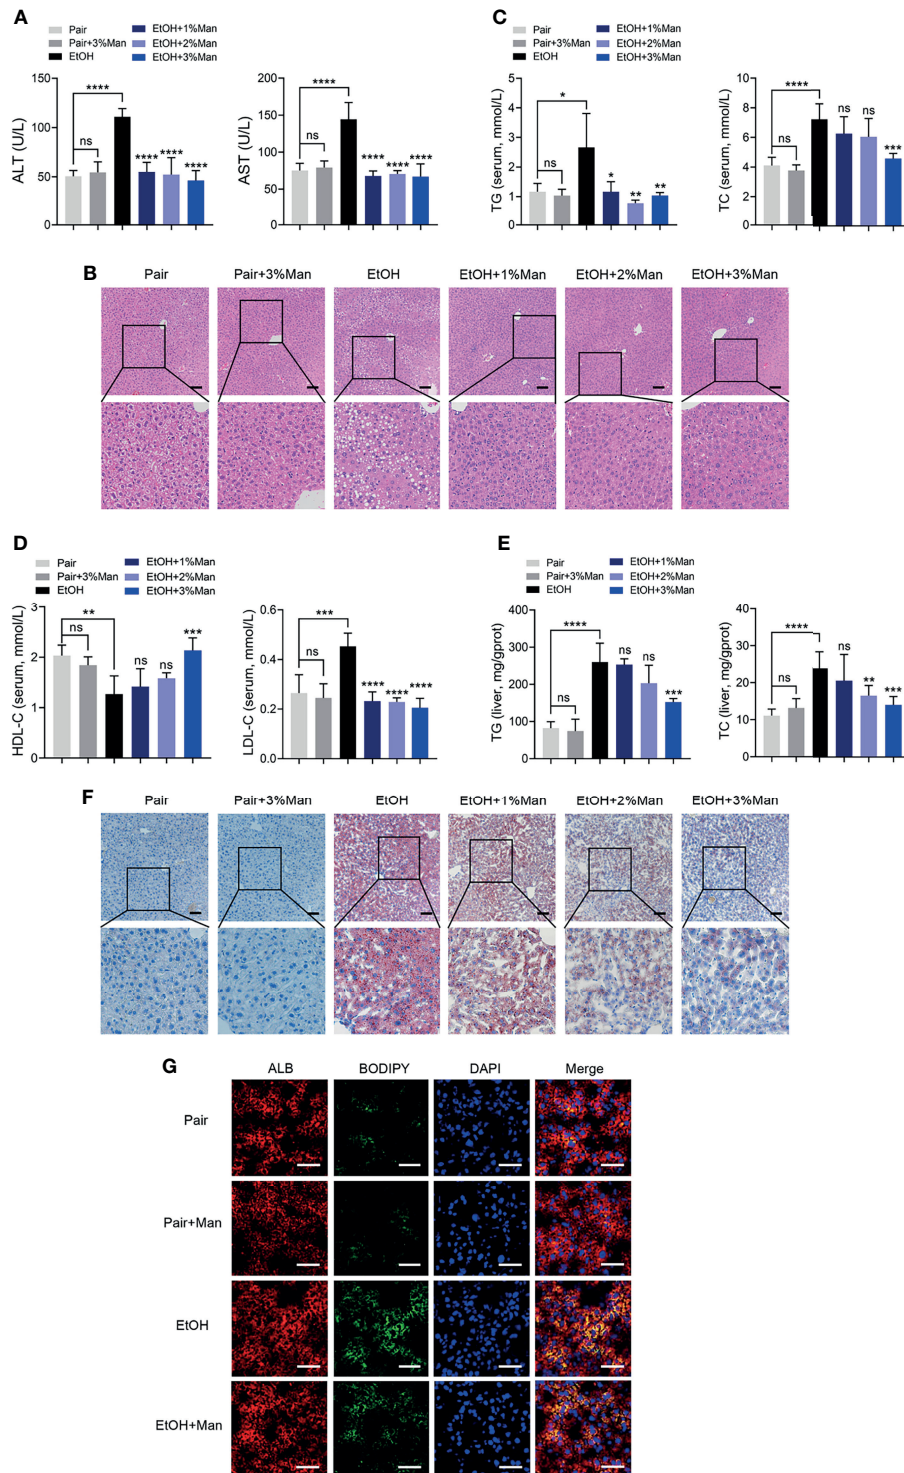 A
Pair
Pair+3%Man
EtOH
EtOH+1%Man
EtOH+2%Man
EtOH+3%Man
ALT (U/L)
150
100
50
0
ns
****
****
****
****
AST (U/L)
200
150
100
50
0
ns
****
****
****
****
C
Pair
Pair+3%Man
EtOH
EtOH+1%Man
EtOH+2%Man
EtOH+3%Man
TG (serum, mmol/L)
5
4
3
2
1
0
ns
*
*
**
**
TC (serum, mmol/L)
10
8
6
4
2
0
ns
****
ns
ns
***
B
Pair
Pair+3%Man
EtOH
EtOH+1%Man
EtOH+2%Man
EtOH+3%Man
D
Pair
Pair+3%Man
EtOH
EtOH+1%Man
EtOH+2%Man
EtOH+3%Man
HDL-C (serum, mmol/L)
3
2
1
0
ns
**
ns
ns
***
LDL-C (serum, mmol/L)
0.6
0.4
0.2
0.0
ns
***
****
****
****
E
Pair
Pair+3%Man
EtOH
EtOH+1%Man
EtOH+2%Man
EtOH+3%Man
TG (liver, mg/gprot)
400
300
200
100
0
ns
****
ns
ns
***
TC (liver, mg/gprot)
40
30
20
10
0
ns
****
ns
**
***
F
Pair
Pair+3%Man
EtOH
EtOH+1%Man
EtOH+2%Man
EtOH+3%Man
G
ALB
BODIPY
DAPI
Merge
Pair
Pair+Man
EtOH
EtOH+Man